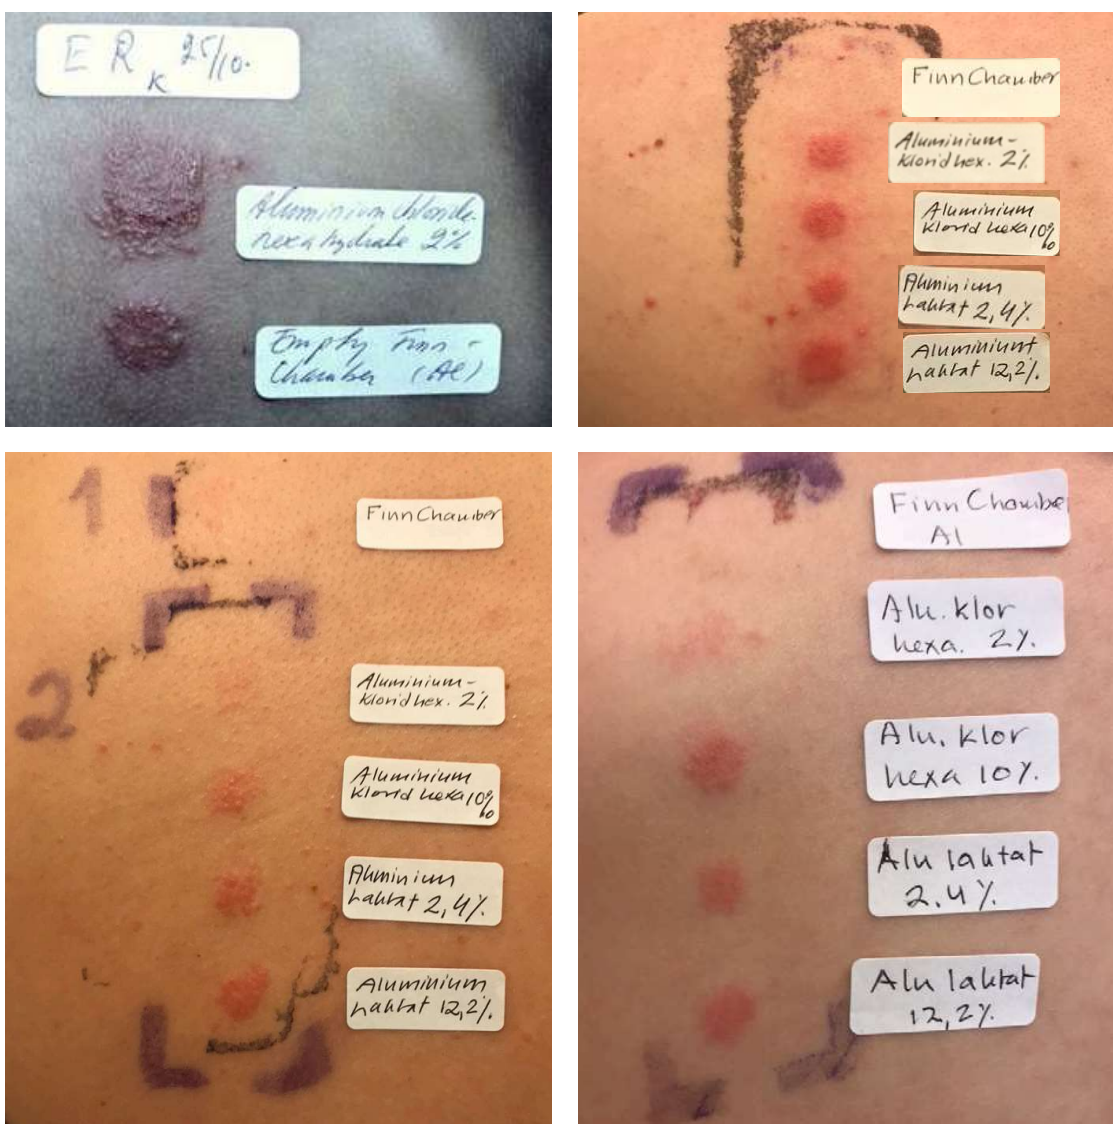 E R K 25/10.
Aluminium chloride
hexahydrate 2%
Empty Finn-
Chamber (Al)
Finn Chamber
Aluminium-
klorid hex. 2%
Aluminium
klorid hexa 10%
Aluminium
Laktat 2,4%.
Aluminium
Laktat 12,2%.
1
Finn Chamber
2
Aluminium-
klorid hex. 2%
Aluminium
klorid hexa 10%
Aluminium
Laktat 2,4%.
Aluminium
Laktat 12,2%.
Finn Chamber
Al
Alu. klor
hexa. 2%.
Alu. klor
hexa 10%.
Alu laktat
2.4%.
Alu laktat
12,2%.